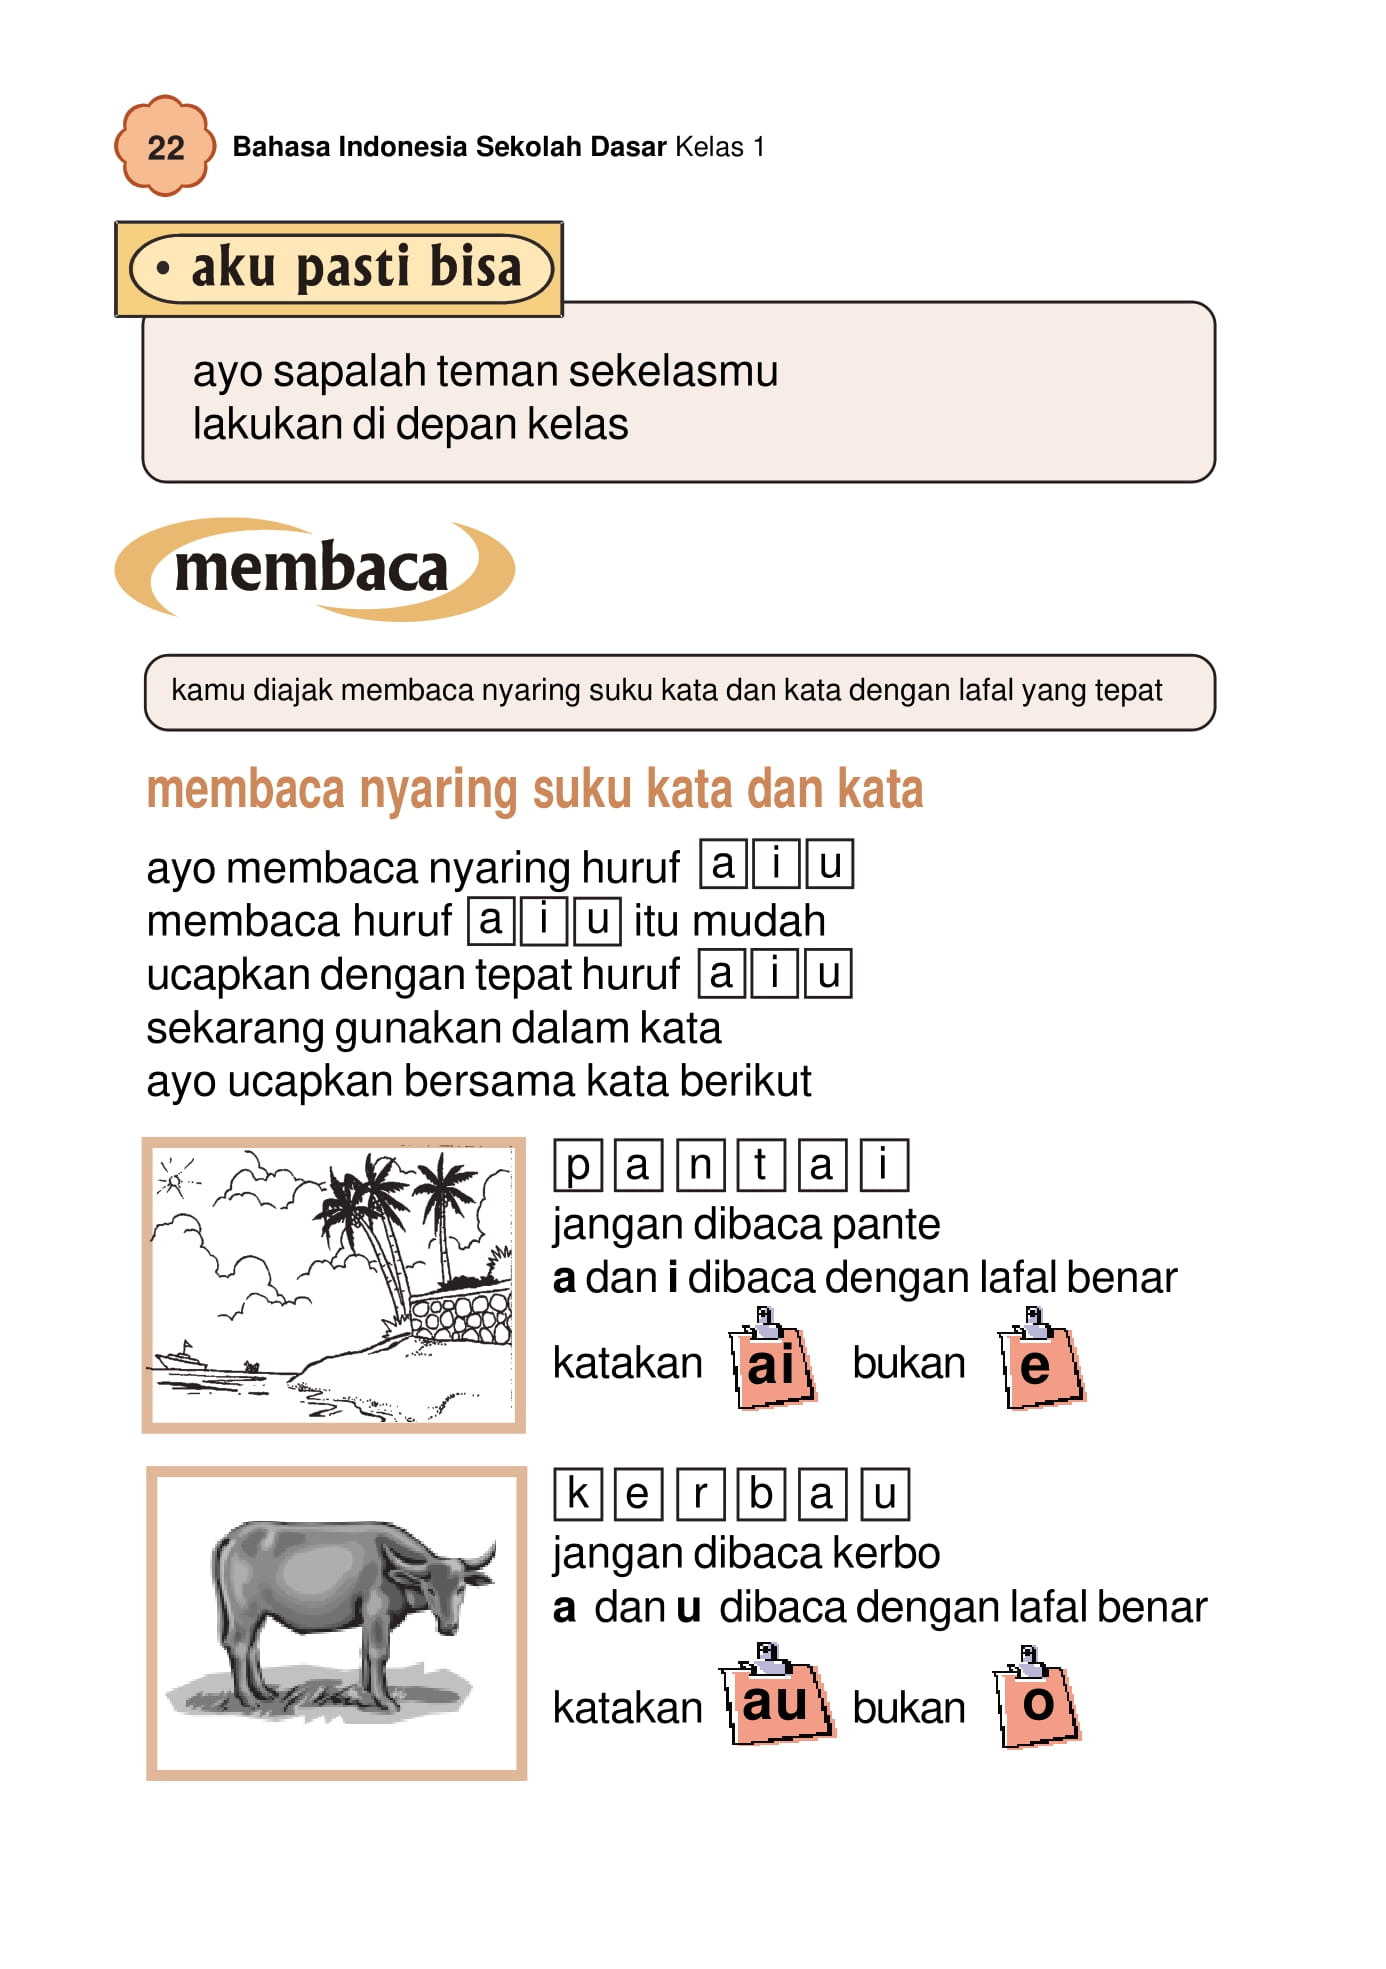 22 Bahasa Indonesia Sekolah Dasar Kelas 1
• aku pasti bisa
ayo sapalah teman sekelasmu
lakukan di depan kelas
membaca
kamu diajak membaca nyaring suku kata dan kata dengan lafal yang tepat
membaca nyaring suku kata dan kata
ayo membaca nyaring huruf a i u
membaca huruf a i u itu mudah
ucapkan dengan tepat huruf a i u
sekarang gunakan dalam kata
ayo ucapkan bersama kata berikut
p a n t a i
jangan dibaca pante
a dan i dibaca dengan lafal benar
katakan ai bukan e
k e r b a u
jangan dibaca kerbo
a dan u dibaca dengan lafal benar
katakan au bukan o